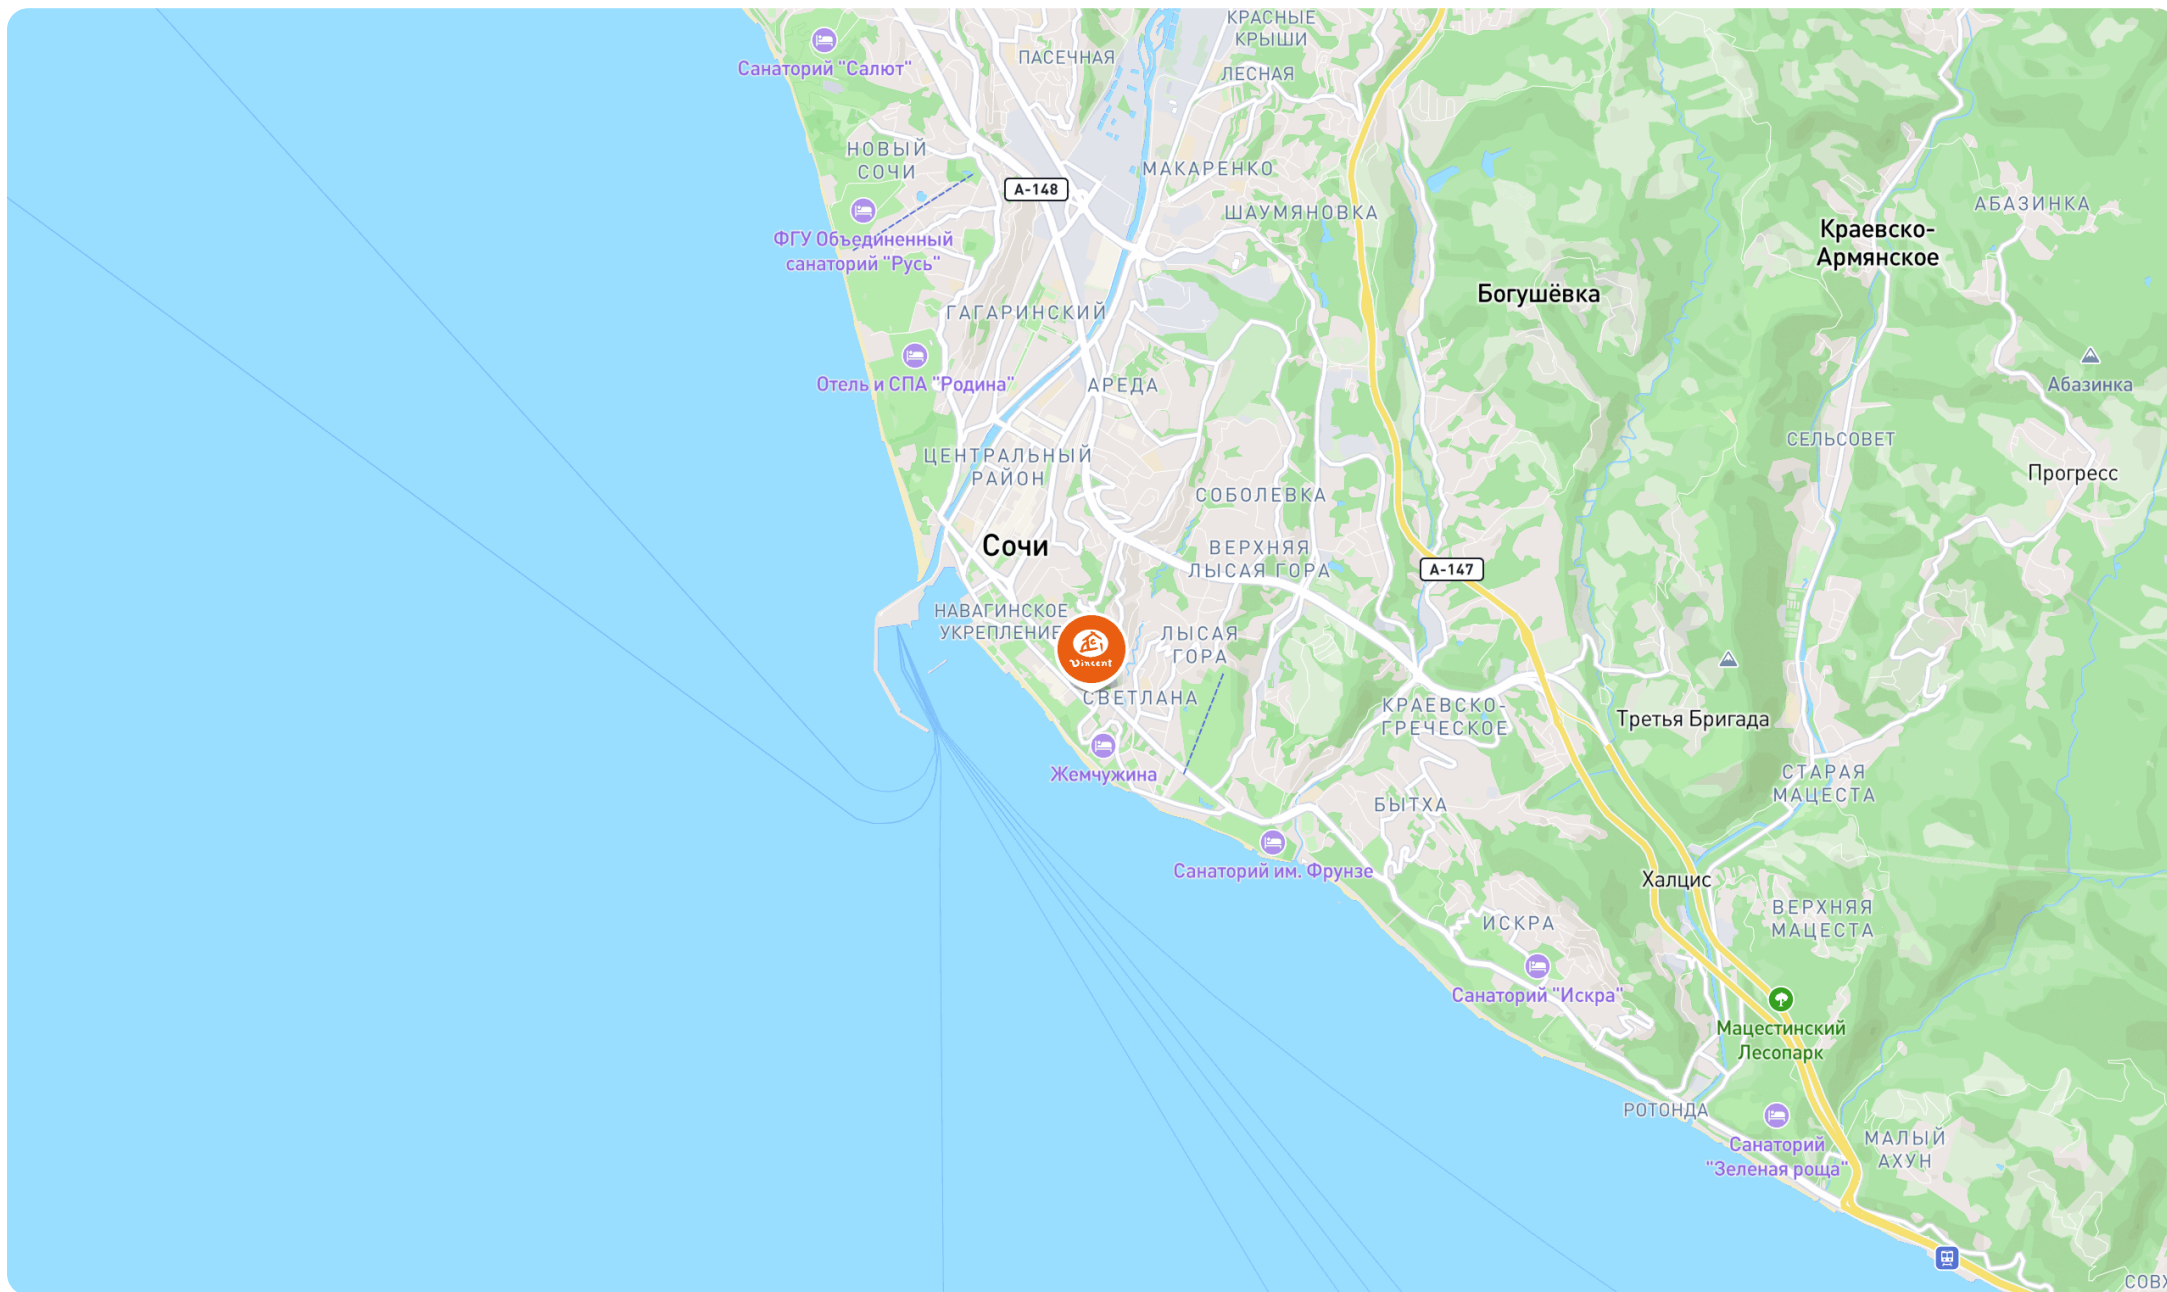 КРАСНЫЕ
КРЫШИ
ПАСЕЧНАЯ
Санаторий "Салют"
ЛЕСНАЯ
НОВЫЙ
СОЧИ
МАКАРЕНКО
А-148
ШАУМЯНОВКА
АБАЗИНКА
ФГУ Объединенный
санаторий "Русь"
Краевско-
Армянское
Богушёвка
ГАГАРИНСКИЙ
Отель и СПА "Родина"
АРЕДА
Абазинка
ЦЕНТРАЛЬНЫЙ
РАЙОН
СЕЛЬСОВЕТ
Прогресс
СОБОЛЕВКА
Сочи
ВЕРХНЯЯ
ЛЫСАЯ ГОРА
А-147
НАВАГИНСКОЕ
УКРЕПЛЕНИЕ
Vincent
ЛЫСАЯ
ГОРА
СВЕТЛАНА
КРАЕВСКО-
ГРЕЧЕСКОЕ
Третья Бригада
Жемчужина
СТАРАЯ
МАЦЕСТА
БЫТХА
Санаторий им. Фрунзе
Халцис
ИСКРА
ВЕРХНЯЯ
МАЦЕСТА
Санаторий "Искра"
Мацестинский
Лесопарк
РОТОНДА
Санаторий
"Зеленая роща"
МАЛЫЙ
АХУН
СОВХ